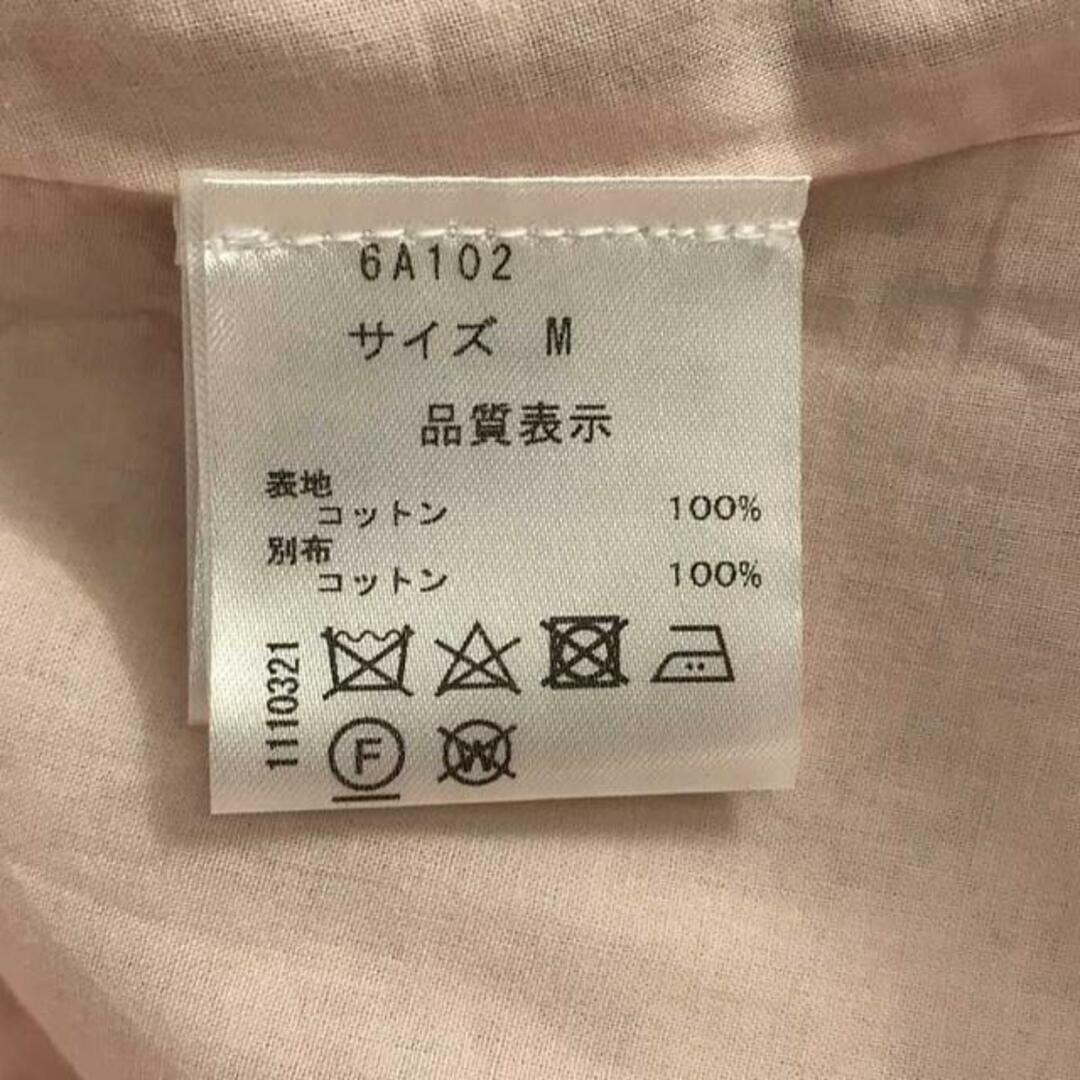 6A102
サイズ M
品質表示
表地
コットン 100%
別布
コットン 100%
1110321
F
W